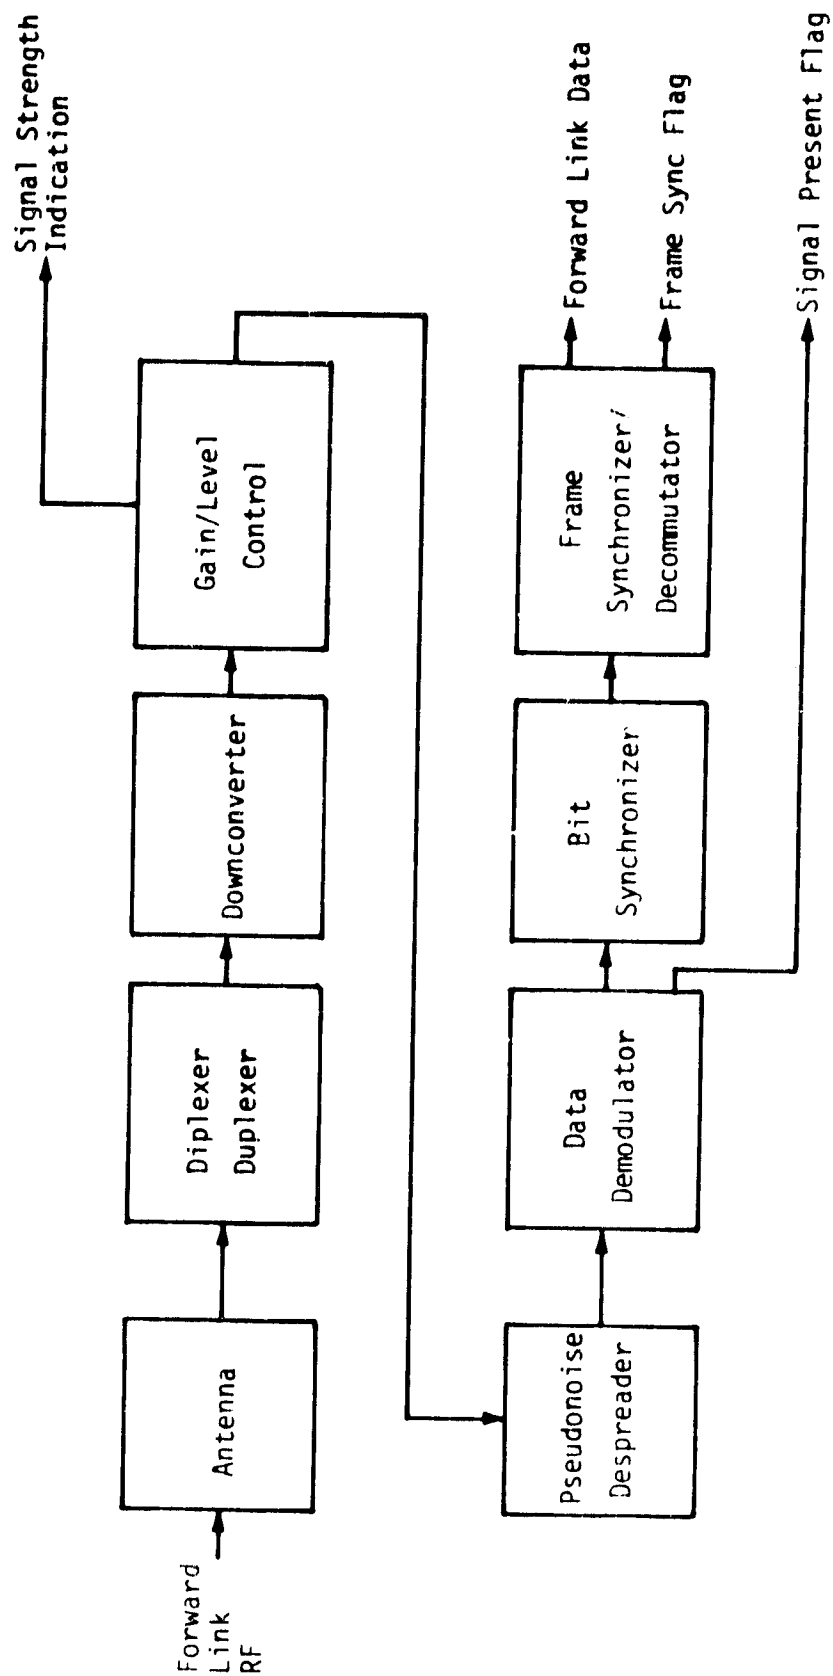 Forward
Link
RF
Antenna
Diplexer
Duplexer
Downconverter
Gain/Level
Control
Signal Strength
Indication
Pseudonoise
Despreader
Data
Demodulator
Bit
Synchronizer
Frame
Synchronizer/
Decommutator
Forward Link Data
Frame Sync Flag
Signal Present Flag